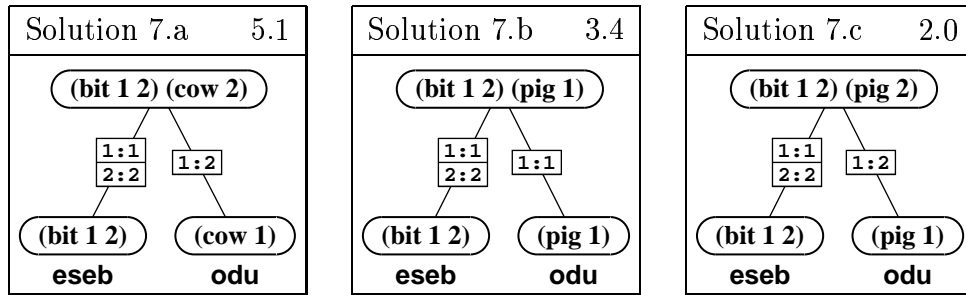 Solution 7.a 5.1
(bit 1 2) (cow 2)
1:1
2:2
1:2
(bit 1 2) (cow 1)
eseb odu
Solution 7.b 3.4
(bit 1 2) (pig 1)
1:1
2:2
1:1
(bit 1 2) (pig 1)
eseb odu
Solution 7.c 2.0
(bit 1 2) (pig 2)
1:1
2:2
1:2
(bit 1 2) (pig 1)
eseb odu